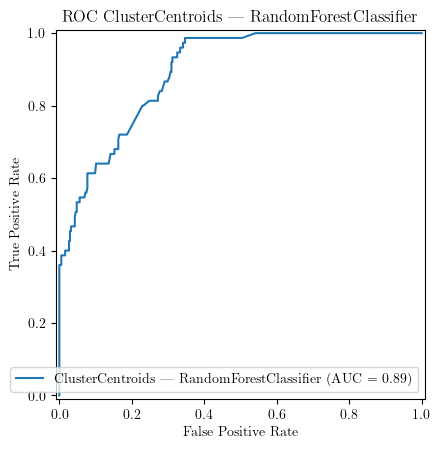 ROC ClusterCentroids — RandomForestClassifier
1.0
0.8
0.6
0.4
0.2
0.0
True Positive Rate
ClusterCentroids — RandomForestClassifier (AUC = 0.89)
0.0 0.2 0.4 0.6 0.8 1.0
False Positive Rate